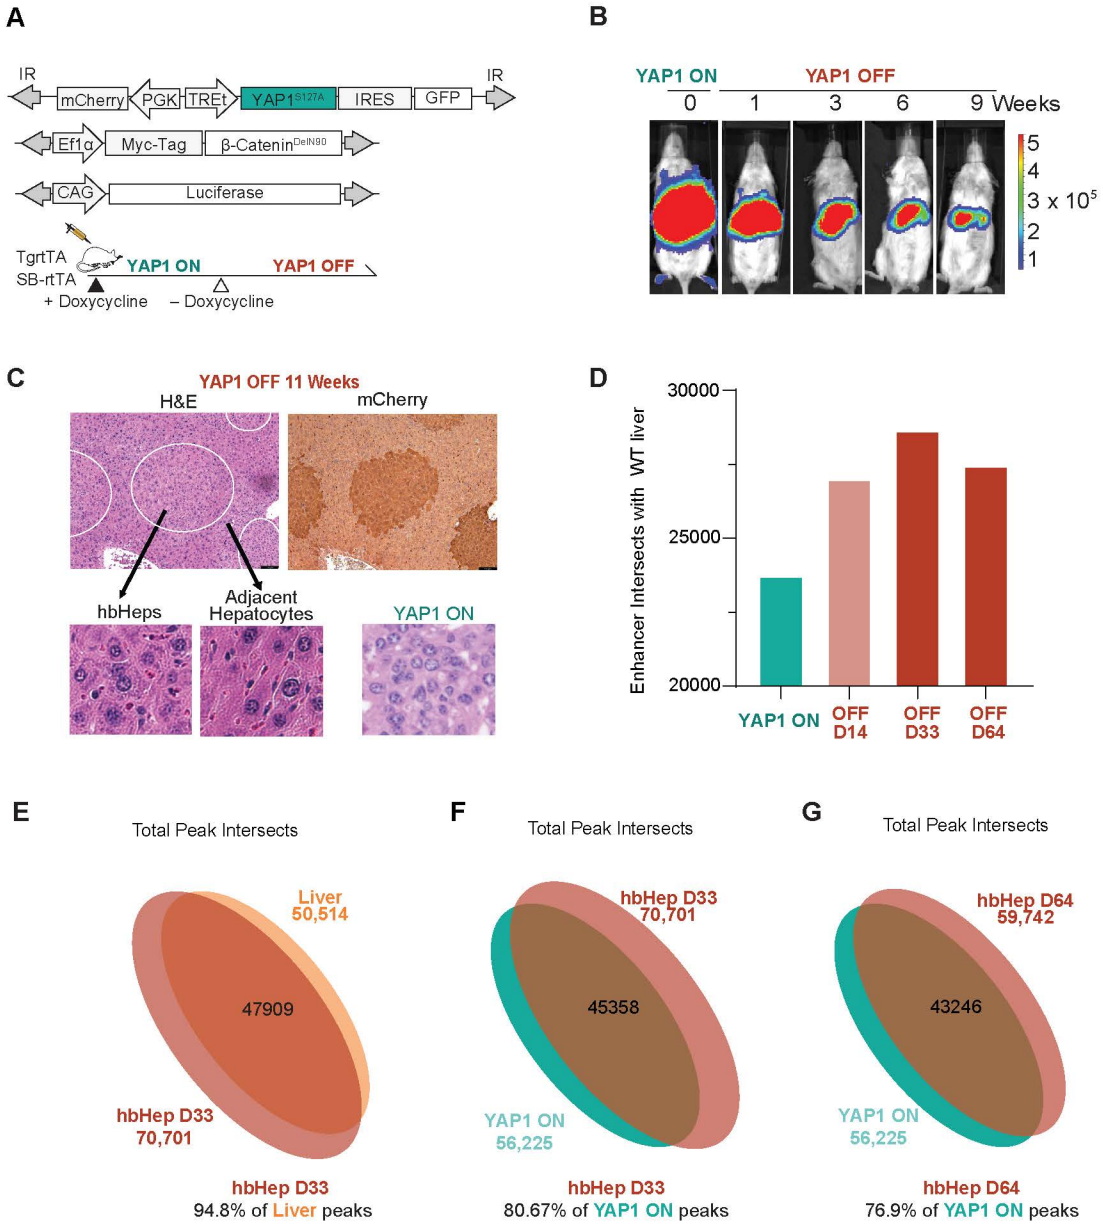 A
IR
IR
mCherry
PGK
TREt
YAP1S127A
IRES
GFP
Ef1α
Myc-Tag
β-CateninDelN90
CAG
Luciferase
TgrtTA
SB-rtTA
YAP1 ON
YAP1 OFF
+ Doxycycline
– Doxycycline
B
YAP1 ON
YAP1 OFF
0
1
3
6
9
Weeks
5
4
3
2
1
x 10⁵
C
YAP1 OFF 11 Weeks
H&E
mCherry
hbHeps
Adjacent
Hepatocytes
YAP1 ON
D
Enhancer Intersects with WT liver
30000
25000
20000
YAP1 ON
OFF
D14
OFF
D33
OFF
D64
E
Total Peak Intersects
Liver
50,514
47909
hbHep D33
70,701
hbHep D33
94.8% of Liver peaks
F
Total Peak Intersects
hbHep D33
70,701
45358
YAP1 ON
56,225
hbHep D33
80.67% of YAP1 ON peaks
G
Total Peak Intersects
hbHep D64
59,742
43246
YAP1 ON
56,225
hbHep D64
76.9% of YAP1 ON peaks